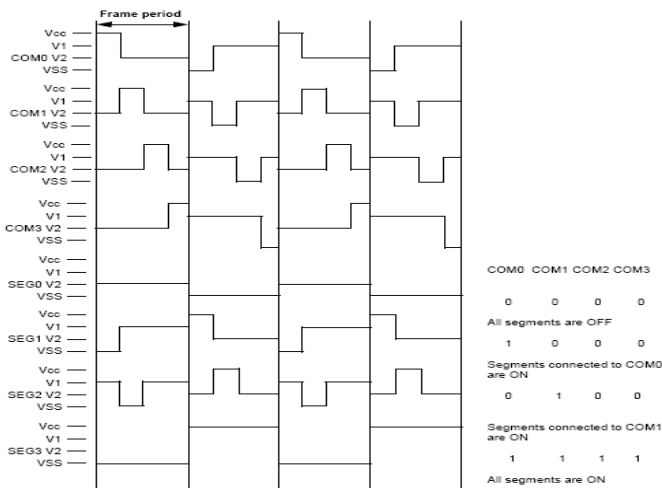 Frame period
Vcc
V1
COM0 V2
VSS
Vcc
V1
COM1 V2
VSS
Vcc
V1
COM2 V2
VSS
Vcc
V1
COM3 V2
VSS
Vcc
V1
SEG0 V2
VSS
Vcc
V1
SEG1 V2
VSS
Vcc
V1
SEG2 V2
VSS
Vcc
V1
SEG3 V2
VSS
COM0 COM1 COM2 COM3
0 0 0 0
All segments are OFF
1 0 0 0
Segments connected to COM0
are ON
0 1 0 0
Segments connected to COM1
are ON
1 1 1 1
All segments are ON